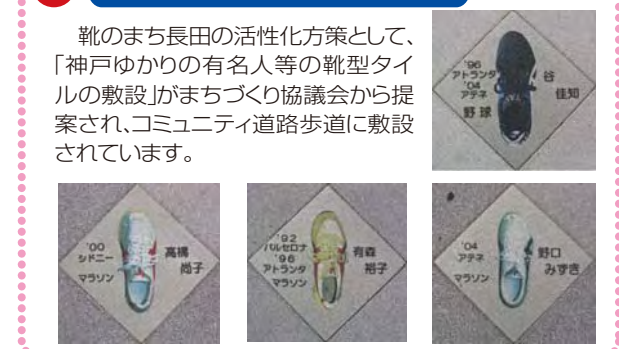 靴のまち長田の活性化方策として、
「神戸ゆかりの有名人等の靴型タイ
ルの敷設」がまちづくり協議会から提
案され、コミュニティ道路歩道に敷設
されています。
'96
アトランタ
'04
アテネ
野球
谷
佳知
'00
シドニー
マラソン
高橋
尚子
'92
バルセロナ
'96
アトランタ
マラソン
有森
裕子
'04
アテネ
マラソン
野口
みずき